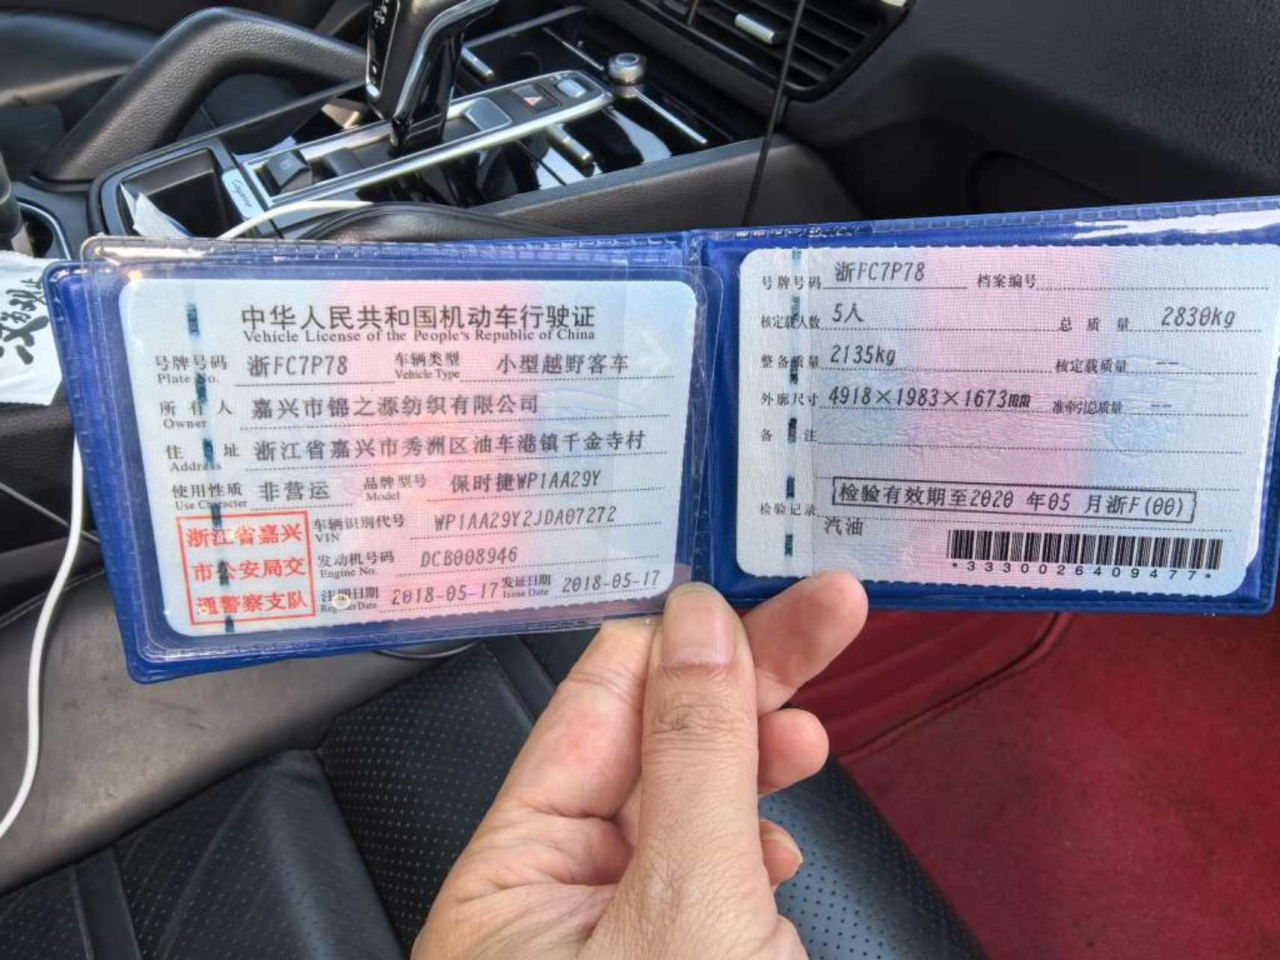 中华人民共和国机动车行驶证
Vehicle License of the People's Republic of China
号牌号码 浙FC7P78 车辆类型 小型越野客车
Plate No. Vehicle Type
所有人 嘉兴市锦之源纺织有限公司
Owner
住址 浙江省嘉兴市秀洲区油车港镇千金寺村
Address
使用性质 非营运 品牌型号 保时捷WP1AA29Y
Use Character Model
浙江省嘉兴
市公安局交
通警察支队
车辆识别代号 WP1AA29Y2JDA07272
VIN
发动机号码 DCB008946
Engine No.
注册日期 2018-05-17 发证日期 2018-05-17
Register Date Issue Date
号牌号码 浙FC7P78 档案编号
核定载人数 5人 总质量 2830kg
整备质量 2135kg 核定载质量 --
外廓尺寸 4918×1983×1673mm 准牵引总质量 --
备注
检验有效期至2020 年05 月浙F(00)
检验记录
汽油
*3330026409477*
Cayenne